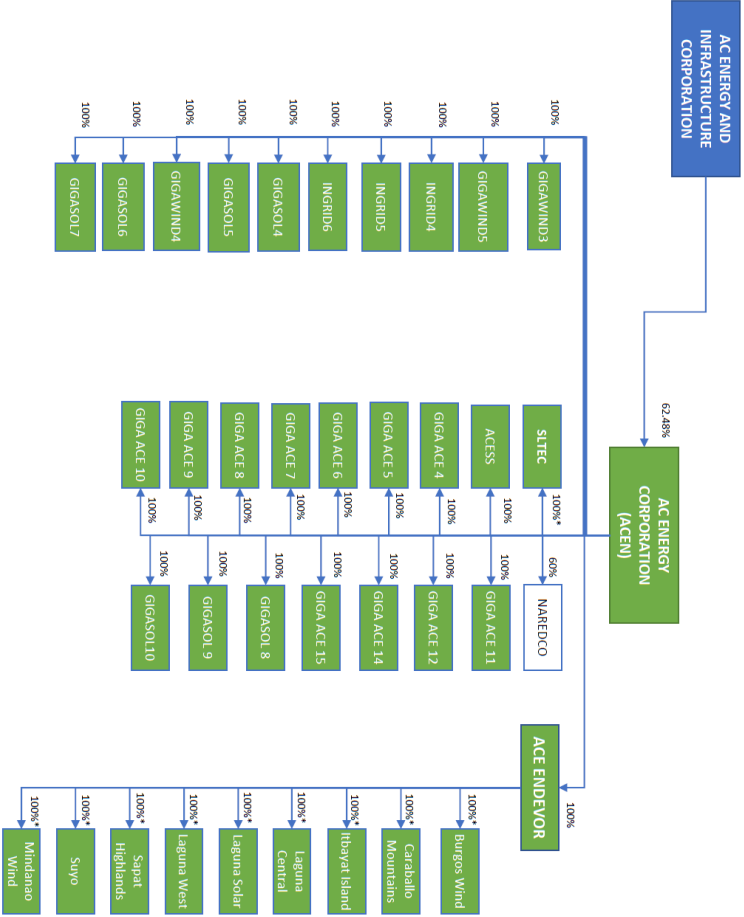 AC ENERGY AND
INFRASTRUCTURE
CORPORATION
62.48%
AC ENERGY
CORPORATION
(ACEN)
100%
GIGAWIND3
100%
GIGAWIND5
100%
INGRID4
100%
INGRID5
100%
INGRID6
100%
GIGASOL4
100%
GIGASOL5
100%
GIGAWIND4
100%
GIGASOL6
100%
GIGASOL7
SLTEC
100%*
ACESS
100%
GIGA ACE 4
100%
GIGA ACE 5
100%
GIGA ACE 6
100%
GIGA ACE 7
100%
GIGA ACE 8
100%
GIGA ACE 9
100%
GIGA ACE 10
100%
60%
NAREDCO
100%
GIGA ACE 11
100%
GIGA ACE 12
100%
GIGA ACE 14
100%
GIGA ACE 15
100%
GIGASOL 8
100%
GIGASOL 9
100%
GIGASOL10
100%
ACE ENDEVOR
100%*
Burgos Wind
100%*
Caraballo
Mountains
100%*
Itbayat Island
100%*
Laguna
Central
100%*
Laguna Solar
100%*
Laguna West
100%*
Sapat
Highlands
100%*
Suyo
100%*
Mindanao
Wind